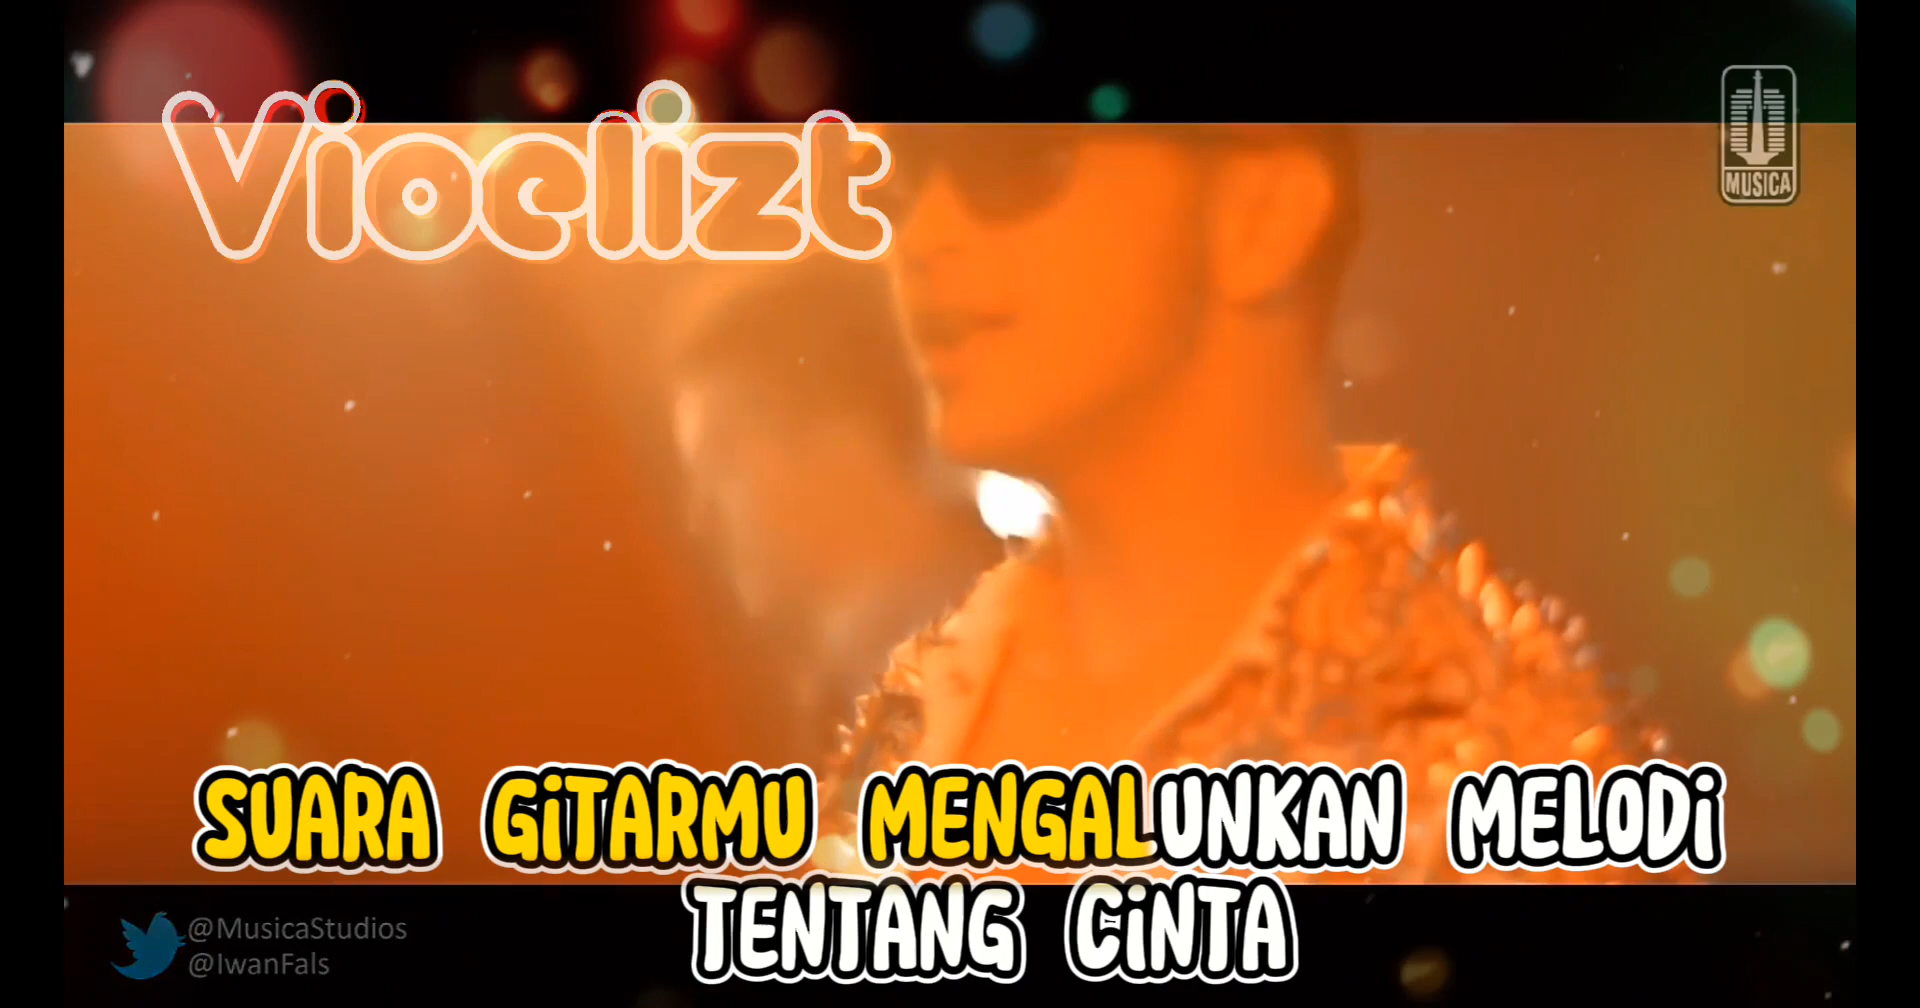 Vioelizt
MUSICA
SUARA GiTARMU MENGALUNKAN MELODi
TENTANG CiNTA
@MusicaStudios
@IwanFals